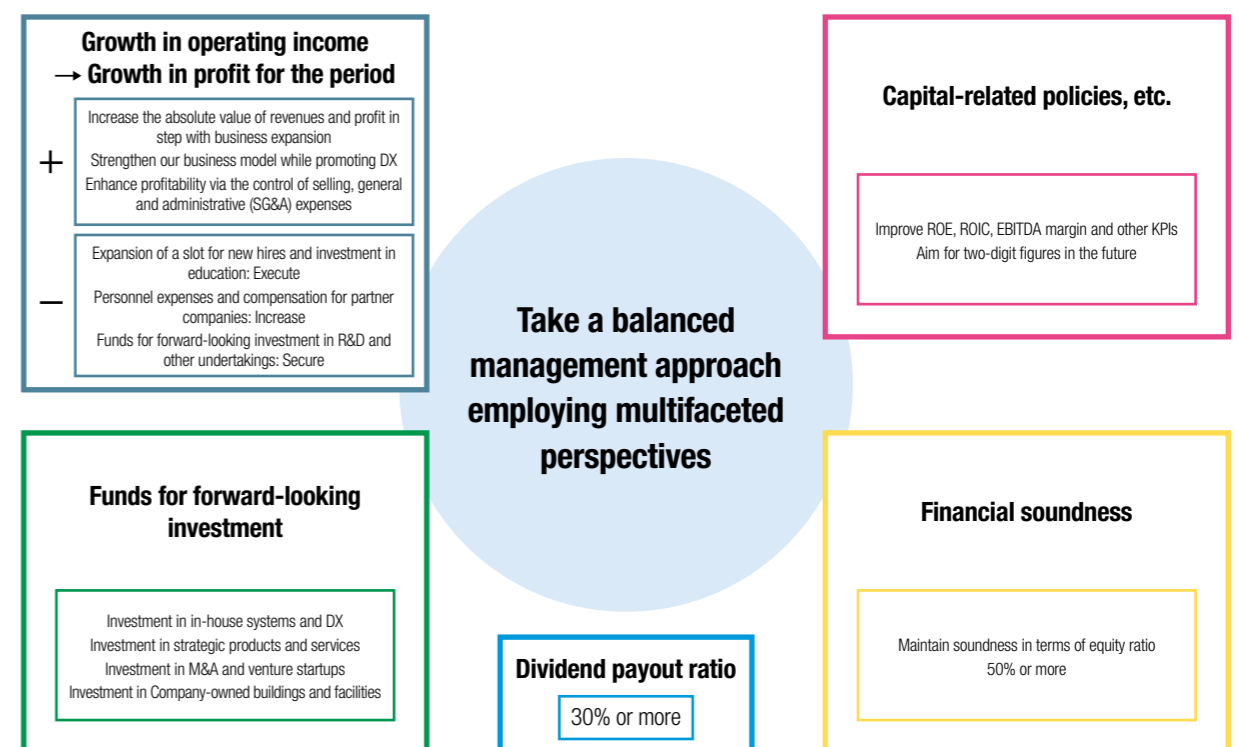 Growth in operating income
→ Growth in profit for the period
+
Increase the absolute value of revenues and profit in
step with business expansion
Strengthen our business model while promoting DX
Enhance profitability via the control of selling, general
and administrative (SG&A) expenses
−
Expansion of a slot for new hires and investment in
education: Execute
Personnel expenses and compensation for partner
companies: Increase
Funds for forward-looking investment in R&D and
other undertakings: Secure
Capital-related policies, etc.
Improve ROE, ROIC, EBITDA margin and other KPIs
Aim for two-digit figures in the future
Take a balanced
management approach
employing multifaceted
perspectives
Funds for forward-looking
investment
Investment in in-house systems and DX
Investment in strategic products and services
Investment in M&A and venture startups
Investment in Company-owned buildings and facilities
Dividend payout ratio
30% or more
Financial soundness
Maintain soundness in terms of equity ratio
50% or more